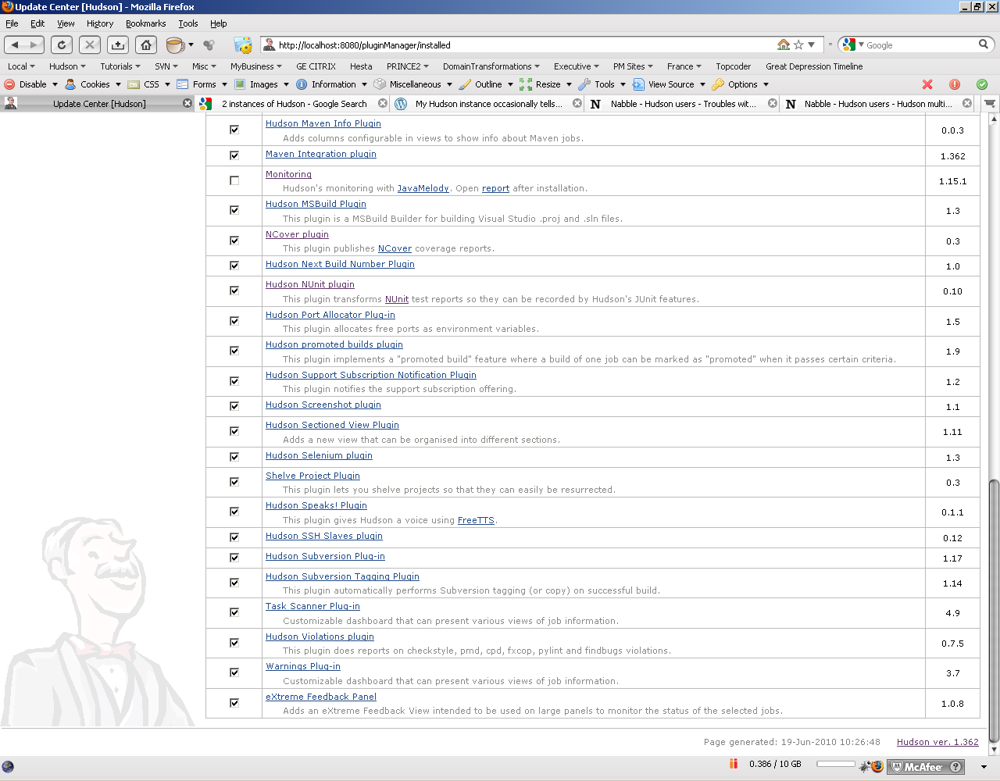 Update Center [Hudson] - Mozilla Firefox
File Edit View History Bookmarks Tools Help
http://localhost:8080/pluginManager/installed Google
Local Hudson Tutorials SVN Misc MyBusiness GE CITRIX Hesta PRINCE2 DomainTransformations Executive PM Sites France Topcoder Great Depression Timeline
Disable Cookies CSS Forms Images Information Miscellaneous Outline Resize Tools View Source Options
Update Center [Hudson] 2 instances of Hudson - Google Search My Hudson instance occasionally tells... N Nabble - Hudson users - Troubles wit... N Nabble - Hudson users - Hudson multi...
Hudson Maven Info Plugin
Adds columns configurable in views to show info about Maven jobs.
0.0.3
Maven Integration plugin 1.362
Monitoring
Hudson's monitoring with JavaMelody. Open report after installation.
1.15.1
Hudson MSBuild Plugin
This plugin is a MSBuild Builder for building Visual Studio .proj and .sln files.
1.3
NCover plugin
This plugin publishes NCover coverage reports.
0.3
Hudson Next Build Number Plugin 1.0
Hudson NUnit plugin
This plugin transforms NUnit test reports so they can be recorded by Hudson's JUnit features.
0.10
Hudson Port Allocator Plug-in
This plugin allocates free ports as environment variables.
1.5
Hudson promoted builds plugin
This plugin implements a "promoted build" feature where a build of one job can be marked as "promoted" when it passes certain criteria.
1.9
Hudson Support Subscription Notification Plugin
This plugin notifies the support subscription offering.
1.2
Hudson Screenshot plugin 1.1
Hudson Sectioned View Plugin
Adds a new view that can be organised into different sections.
1.11
Hudson Selenium plugin 1.3
Shelve Project Plugin
This plugin lets you shelve projects so that they can easily be resurrected.
0.3
Hudson Speaks! Plugin
This plugin gives Hudson a voice using FreeTTS.
0.1.1
Hudson SSH Slaves plugin 0.12
Hudson Subversion Plug-in 1.17
Hudson Subversion Tagging Plugin
This plugin automatically performs Subversion tagging (or copy) on successful build.
1.14
Task Scanner Plug-in
Customizable dashboard that can present various views of job information.
4.9
Hudson Violations plugin
This plugin does reports on checkstyle, pmd, cpd, fxcop, pylint and findbugs violations.
0.7.5
Warnings Plug-in
Customizable dashboard that can present various views of job information.
3.7
eXtreme Feedback Panel
Adds an eXtreme Feedback View intended to be used on large panels to monitor the status of the selected jobs.
1.0.8
Page generated: 19-Jun-2010 10:26:48 Hudson ver. 1.362
0.386 / 10 GB McAfee